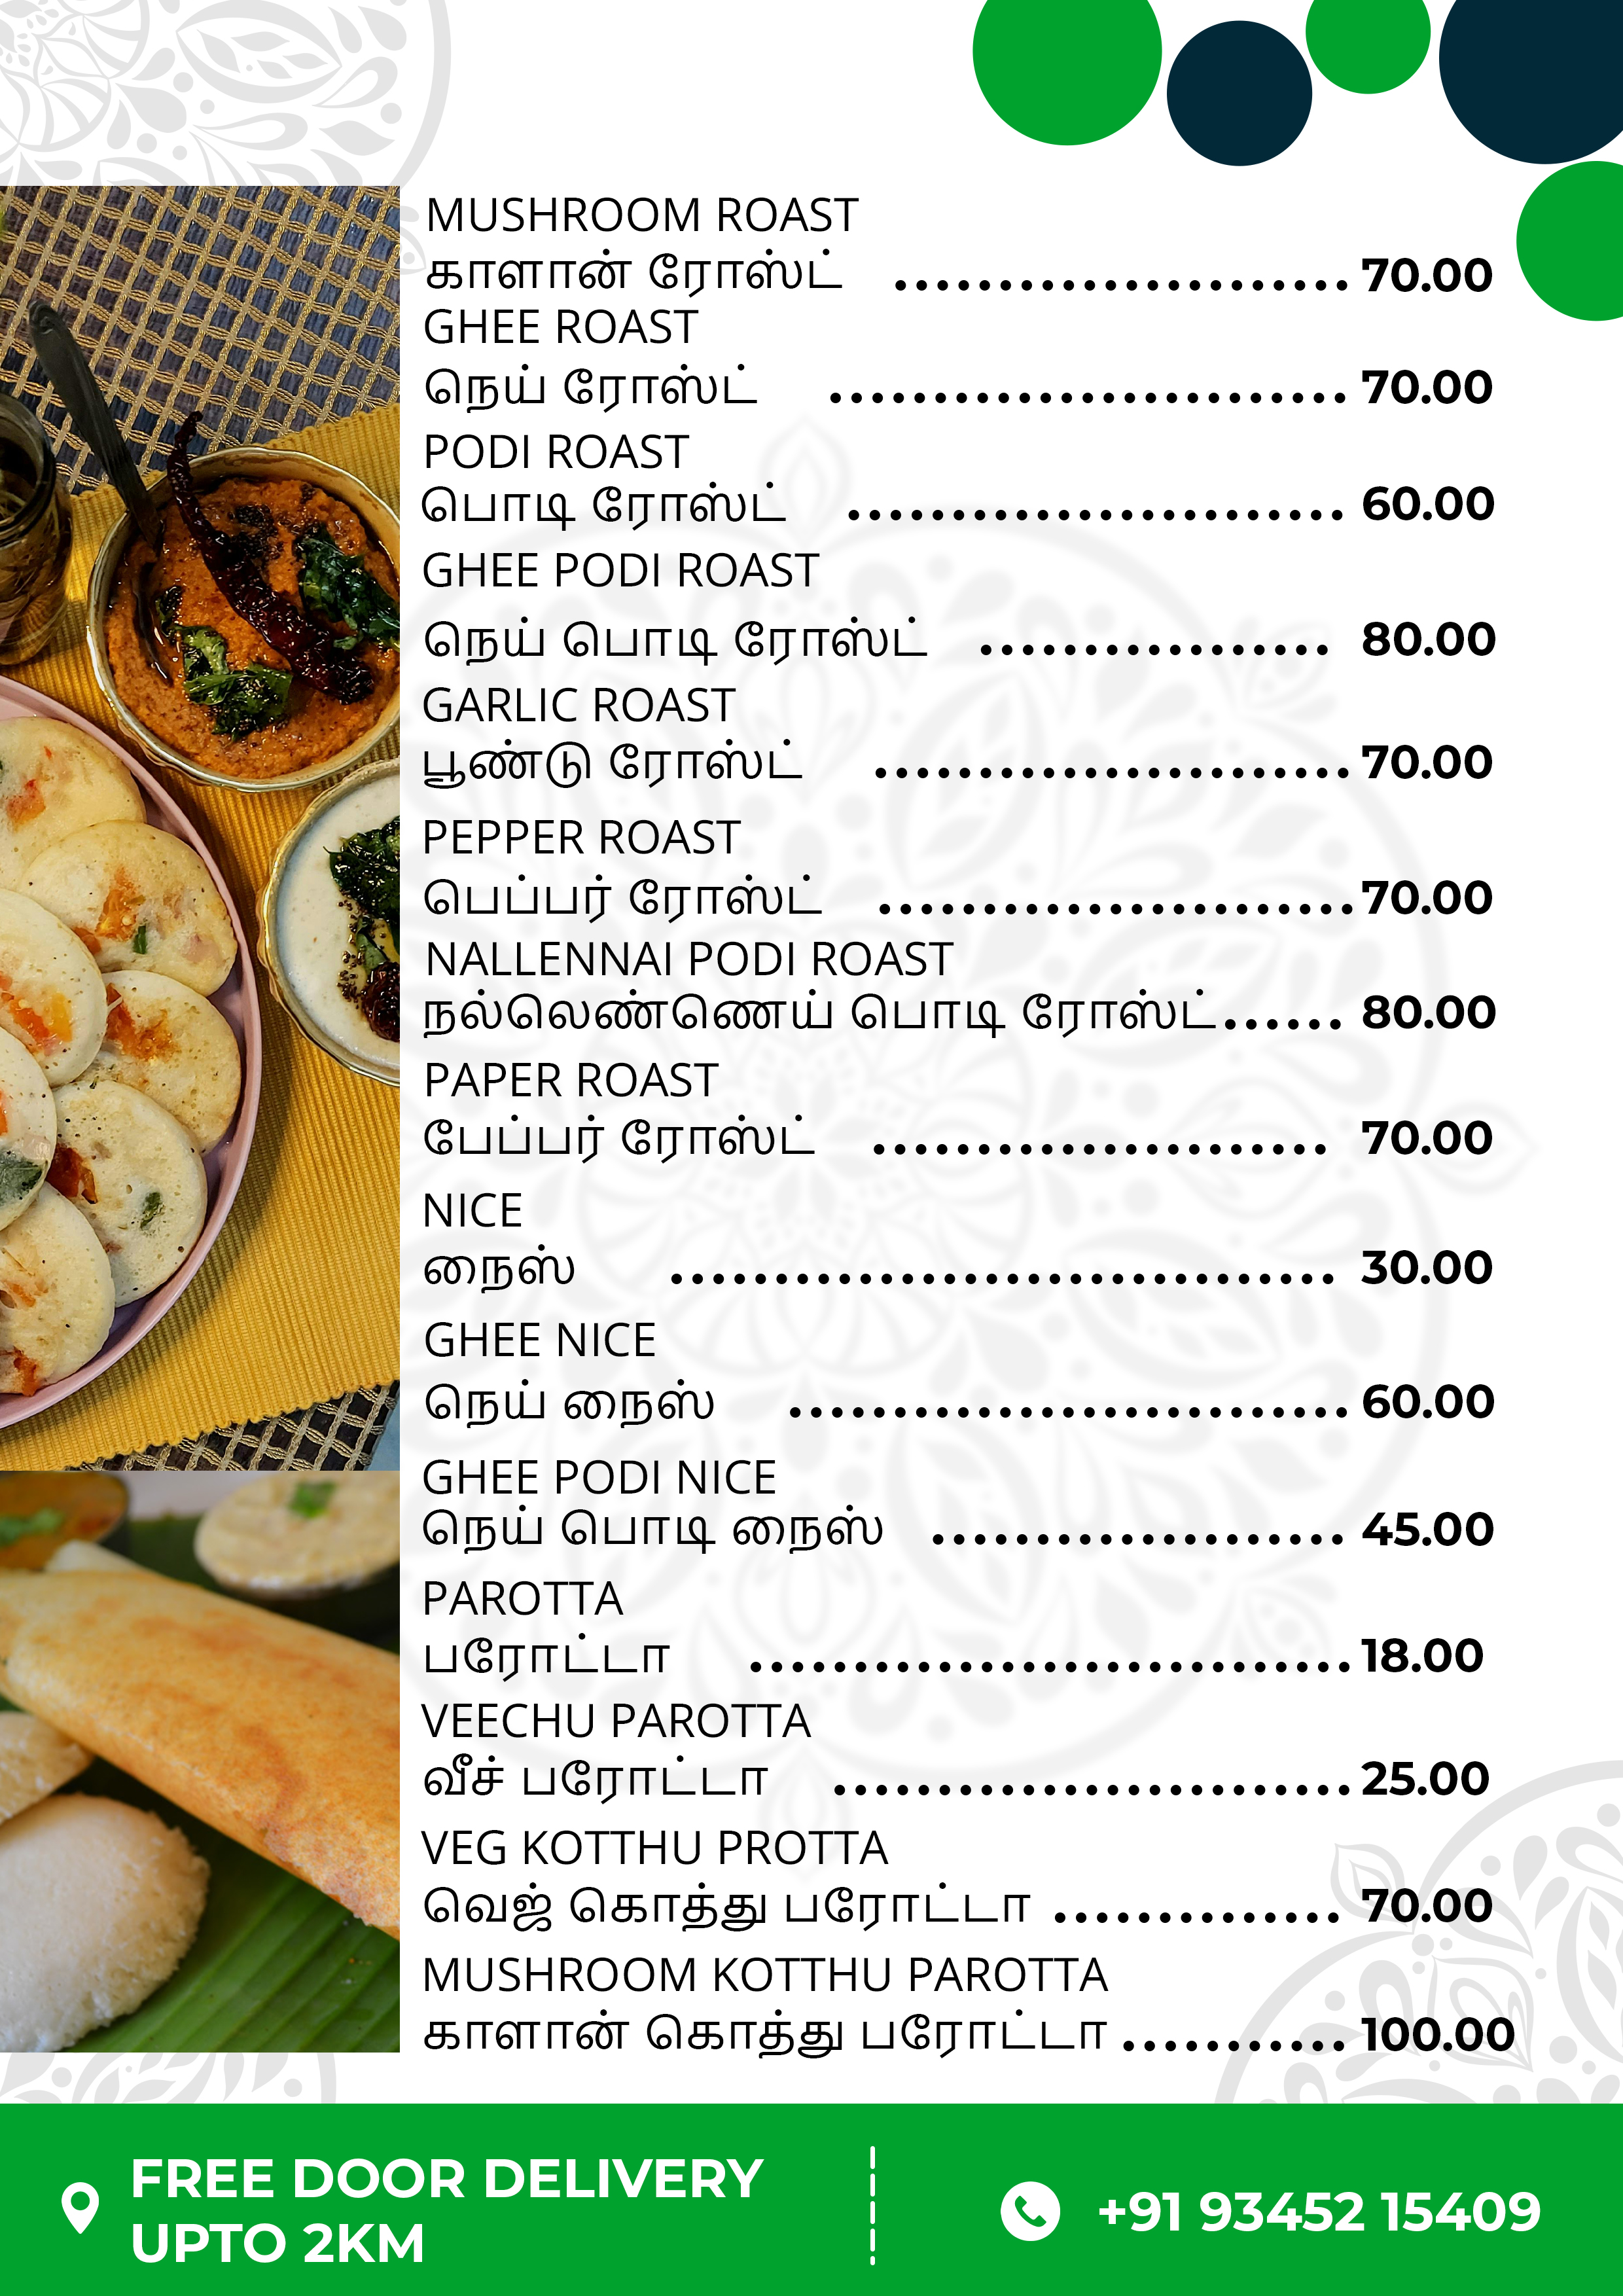 MUSHROOM ROAST
காளான் ரோஸ்ட் ...................... 70.00
GHEE ROAST
நெய் ரோஸ்ட் ......................... 70.00
PODI ROAST
பொடி ரோஸ்ட் ........................ 60.00
GHEE PODI ROAST
நெய் பொடி ரோஸ்ட் ................. 80.00
GARLIC ROAST
பூண்டு ரோஸ்ட் ....................... 70.00
PEPPER ROAST
பெப்பர் ரோஸ்ட் ....................... 70.00
NALLENNAI PODI ROAST
நல்லெண்ணெய் பொடி ரோஸ்ட் ...... 80.00
PAPER ROAST
பேப்பர் ரோஸ்ட் ...................... 70.00
NICE
நைஸ் ................................ 30.00
GHEE NICE
நெய் நைஸ் ........................... 60.00
GHEE PODI NICE
நெய் பொடி நைஸ் .................... 45.00
PAROTTA
பரோட்டா ............................. 18.00
VEECHU PAROTTA
வீச் பரோட்டா ......................... 25.00
VEG KOTTHU PROTTA
வெஜ் கொத்து பரோட்டா .............. 70.00
MUSHROOM KOTTHU PAROTTA
காளான் கொத்து பரோட்டா ........... 100.00
FREE DOOR DELIVERY
UPTO 2KM
+91 93452 15409